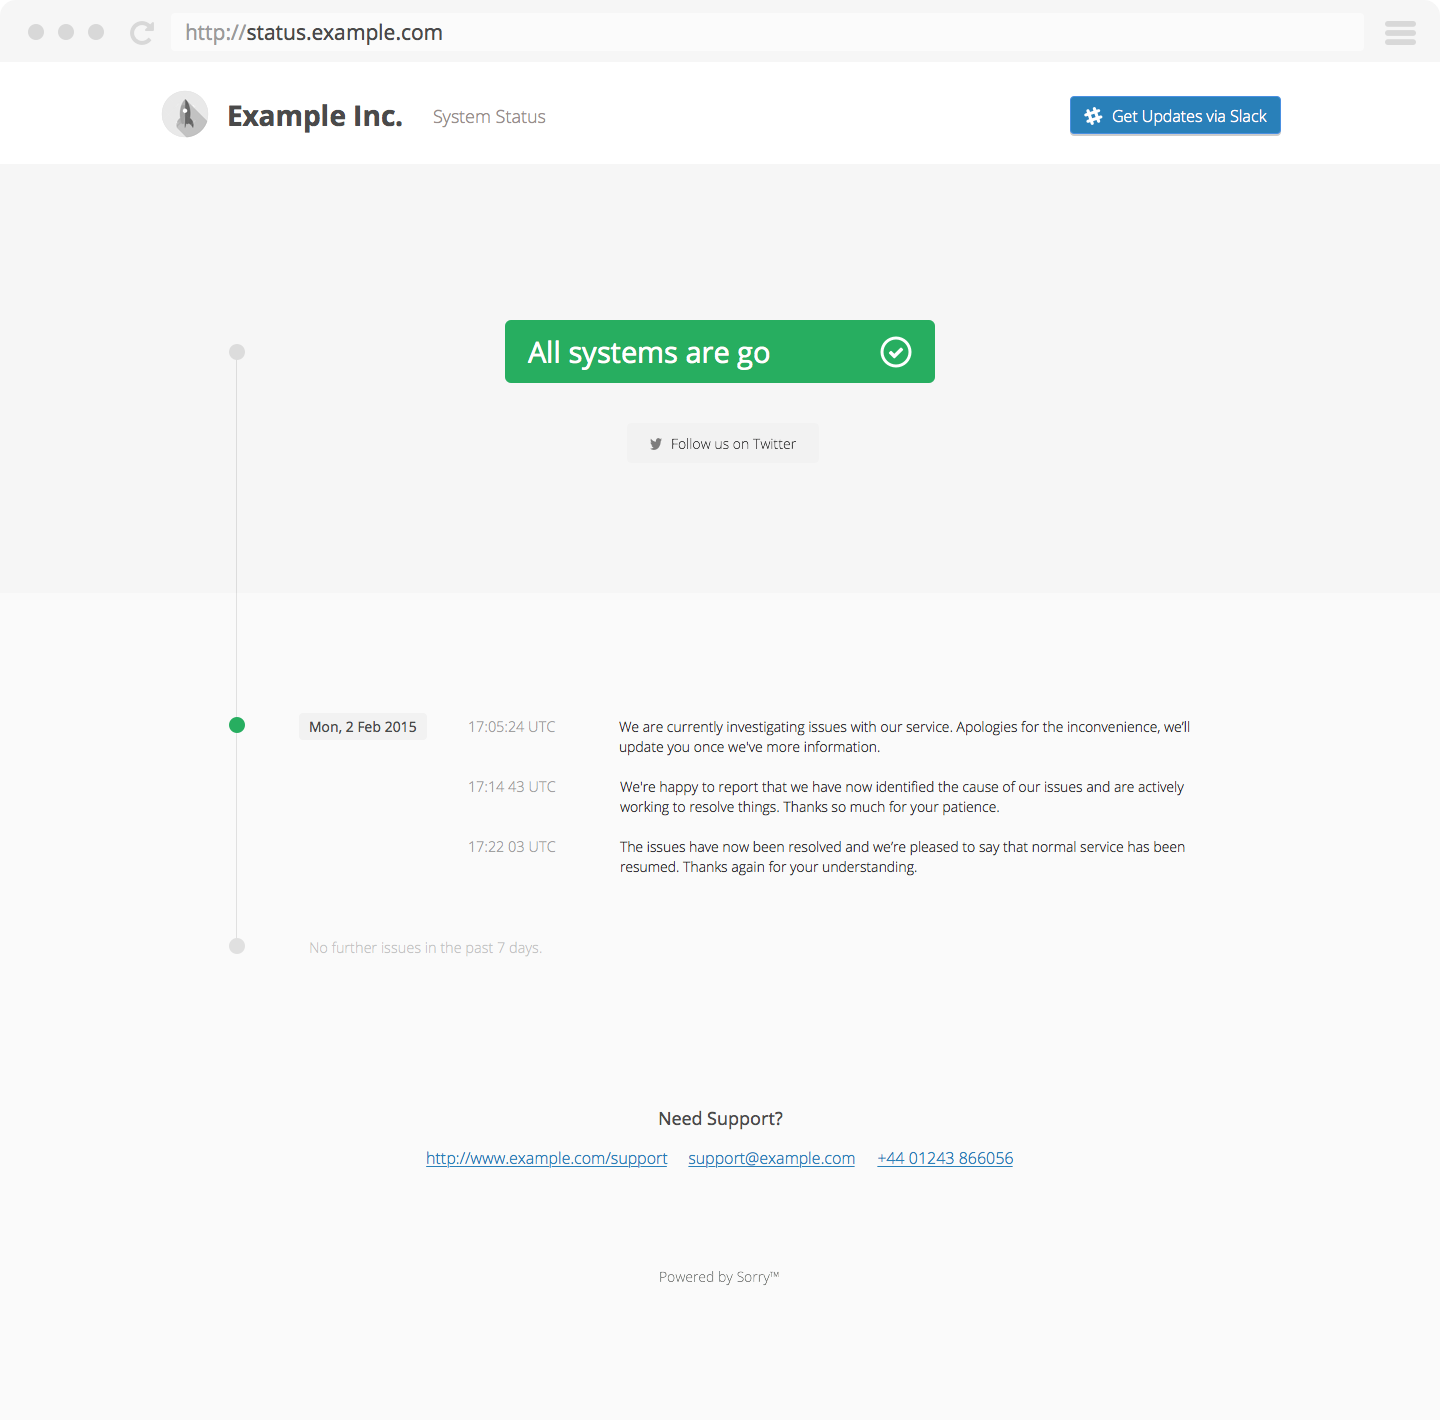 http://status.example.com
Example Inc. System Status
Get Updates via Slack
All systems are go
Follow us on Twitter
Mon, 2 Feb 2015 17:05:24 UTC We are currently investigating issues with our service. Apologies for the inconvenience, we’ll
update you once we've more information.
17:14 43 UTC We're happy to report that we have now identified the cause of our issues and are actively
working to resolve things. Thanks so much for your patience.
17:22 03 UTC The issues have now been resolved and we’re pleased to say that normal service has been
resumed. Thanks again for your understanding.
No further issues in the past 7 days.
Need Support?
http://www.example.com/support support@example.com +44 01243 866056
Powered by Sorry™